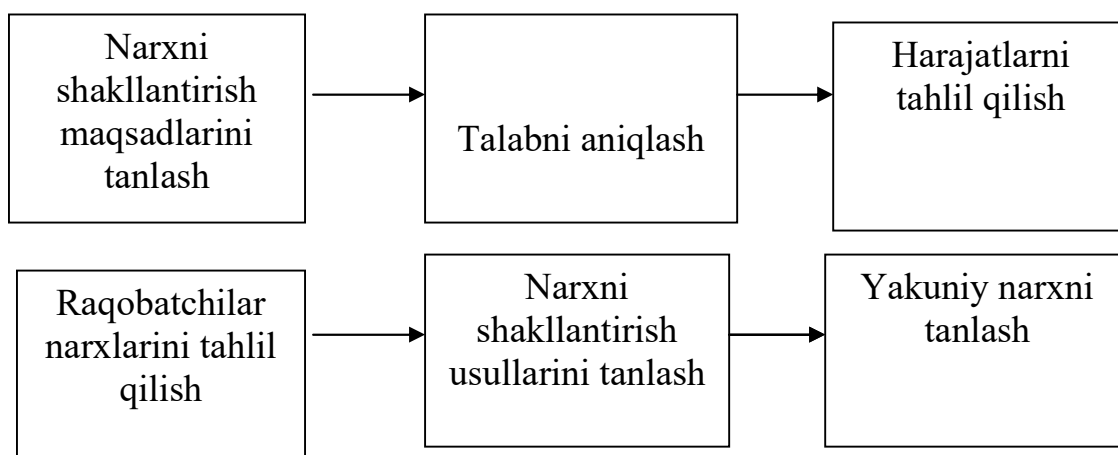 Narxni
shakllantirish
maqsadlarini
tanlash
Talabni aniqlash
Harajatlarni
tahlil qilish
Raqobatchilar
narxlarini tahlil
qilish
Narxni
shakllantirish
usullarini tanlash
Yakuniy narxni
tanlash